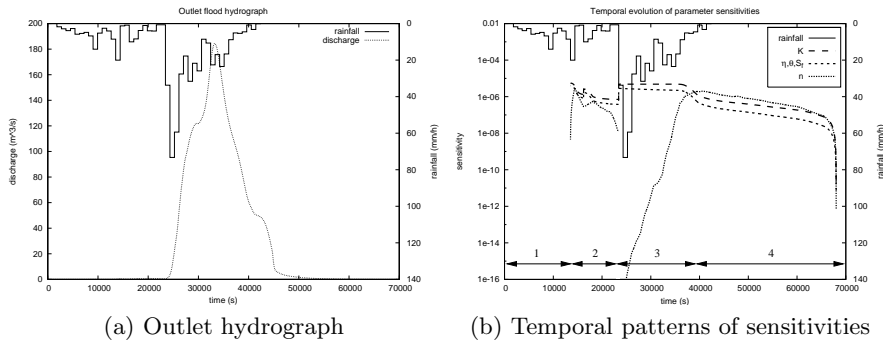 Outlet flood hydrograph
rainfall
discharge
200
180
160
140
120
100
80
60
40
20
0
discharge (m^3/s)
0
20
40
60
80
100
120
140
rainfall (mm/h)
0 10000 20000 30000 40000 50000 60000 70000
time (s)
(a) Outlet hydrograph
Temporal evolution of parameter sensitivities
rainfall
K
η,θ,Sf
n
0.01
0.0001
1e-06
1e-08
1e-10
1e-12
1e-14
1e-16
sensitivity
0
20
40
60
80
100
120
140
rainfall (mm/h)
1 2 3 4
0 10000 20000 30000 40000 50000 60000 70000
time (s)
(b) Temporal patterns of sensitivities